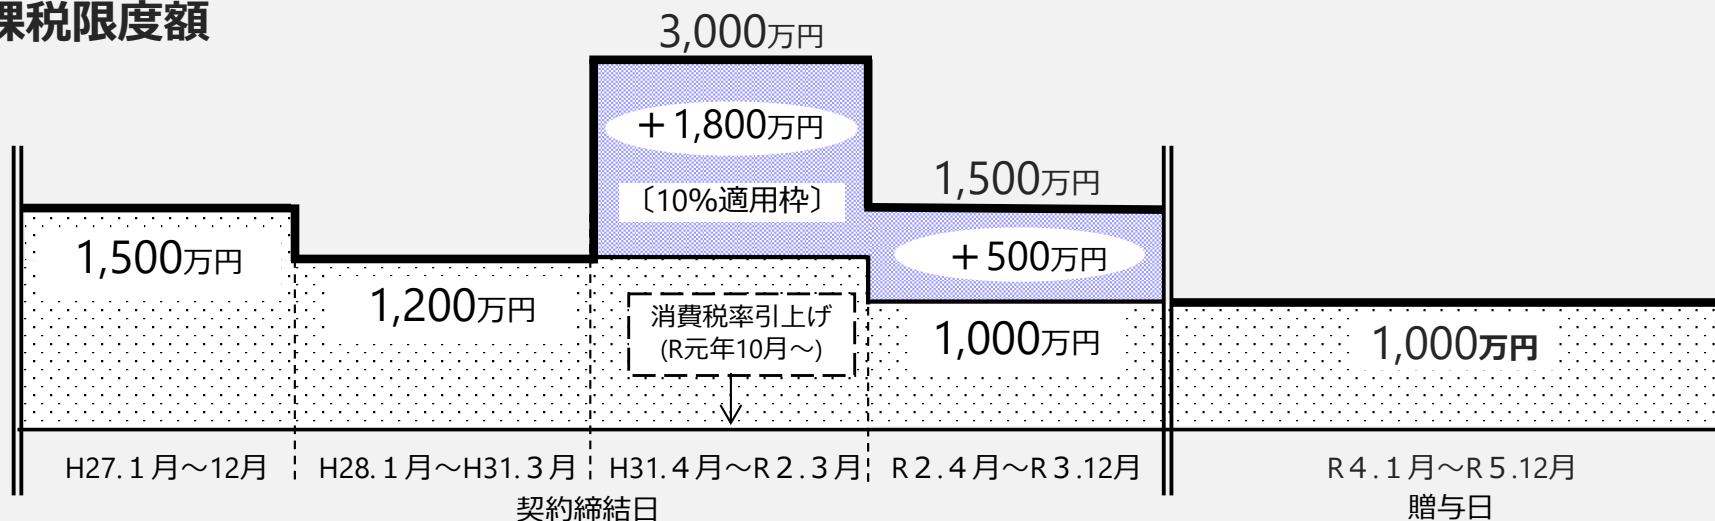 課税限度額
3,000万円
＋1,800万円
〔10%適用枠〕
1,500万円
＋500万円
1,500万円
1,200万円
消費税率引上げ
(R元年10月～)
1,000万円
1,000万円
H27.１月～12月
H28.１月～H31.３月
H31.４月～R２.３月
R２.４月～R３.12月
R４.１月～R５.12月
契約締結日
贈与日